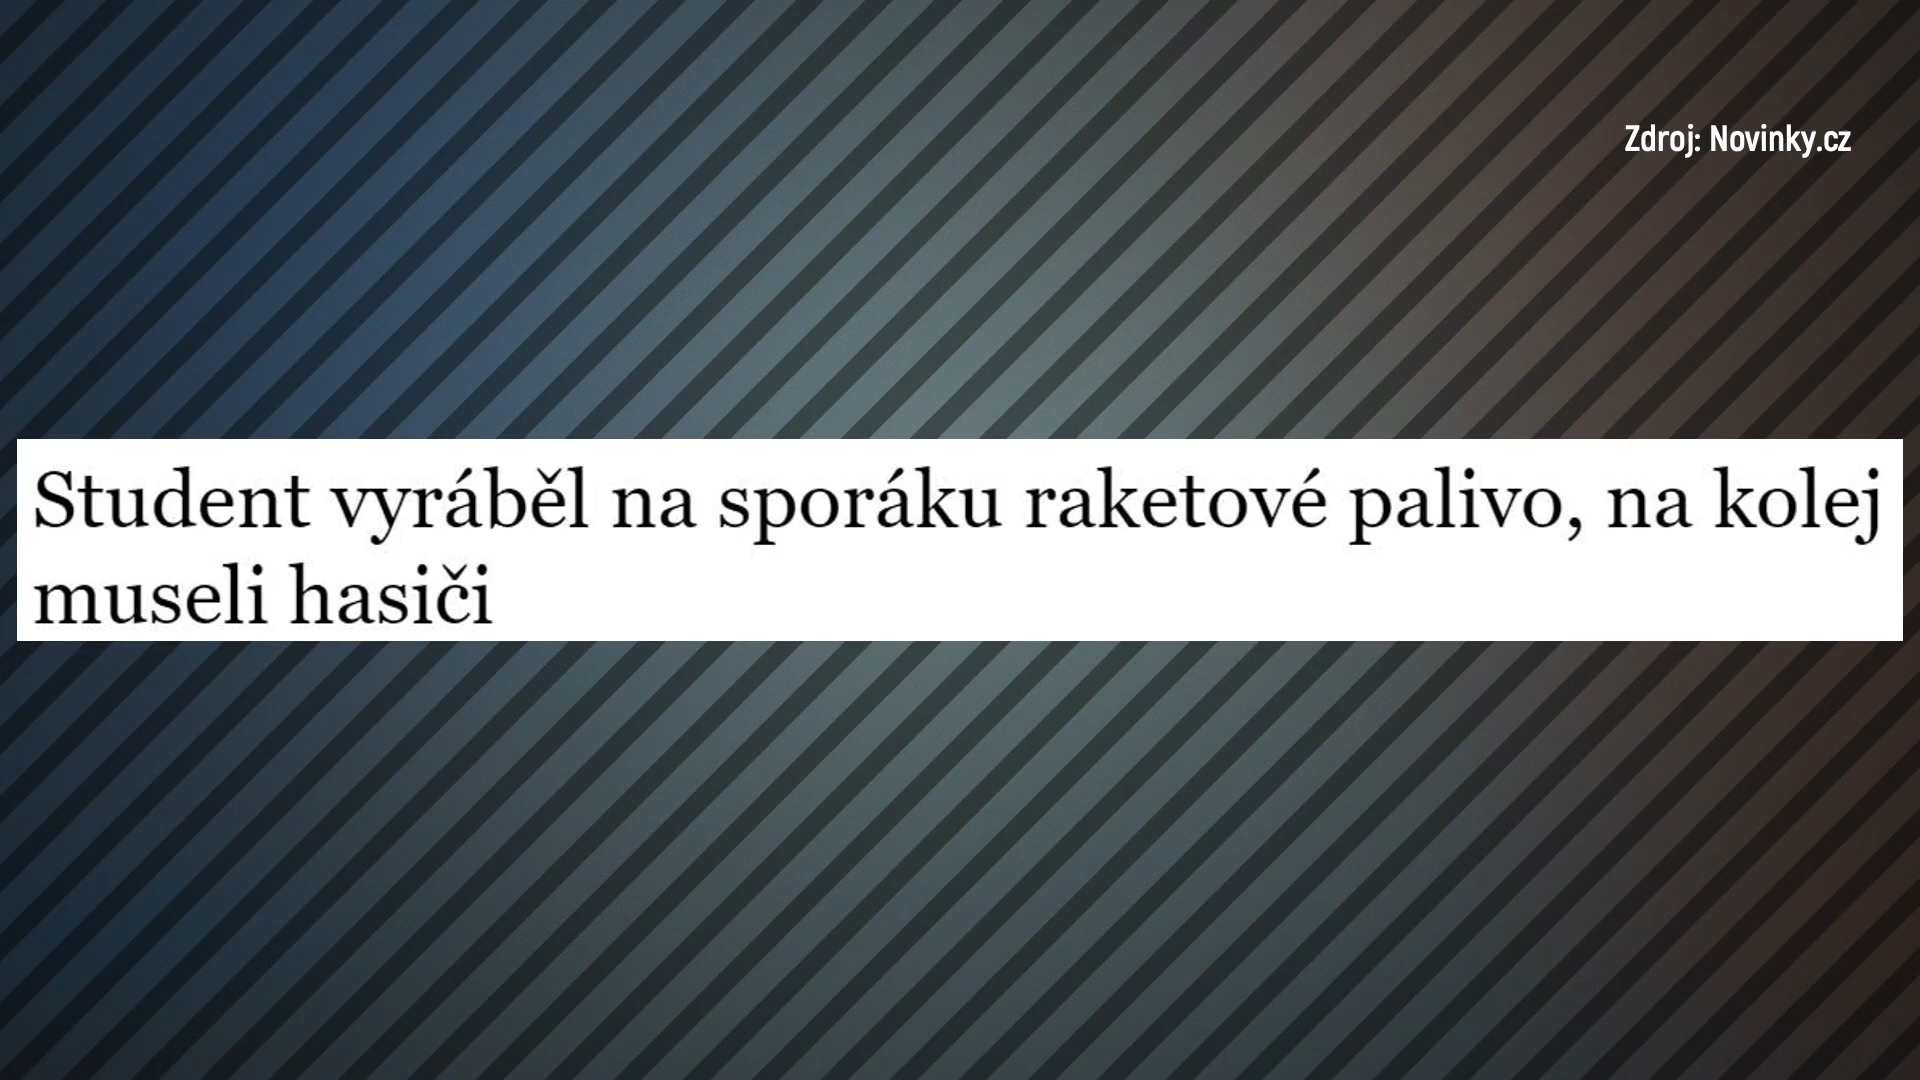 Zdroj: Novinky.cz
Student vyráběl na sporáku raketové palivo, na kolej
museli hasiči